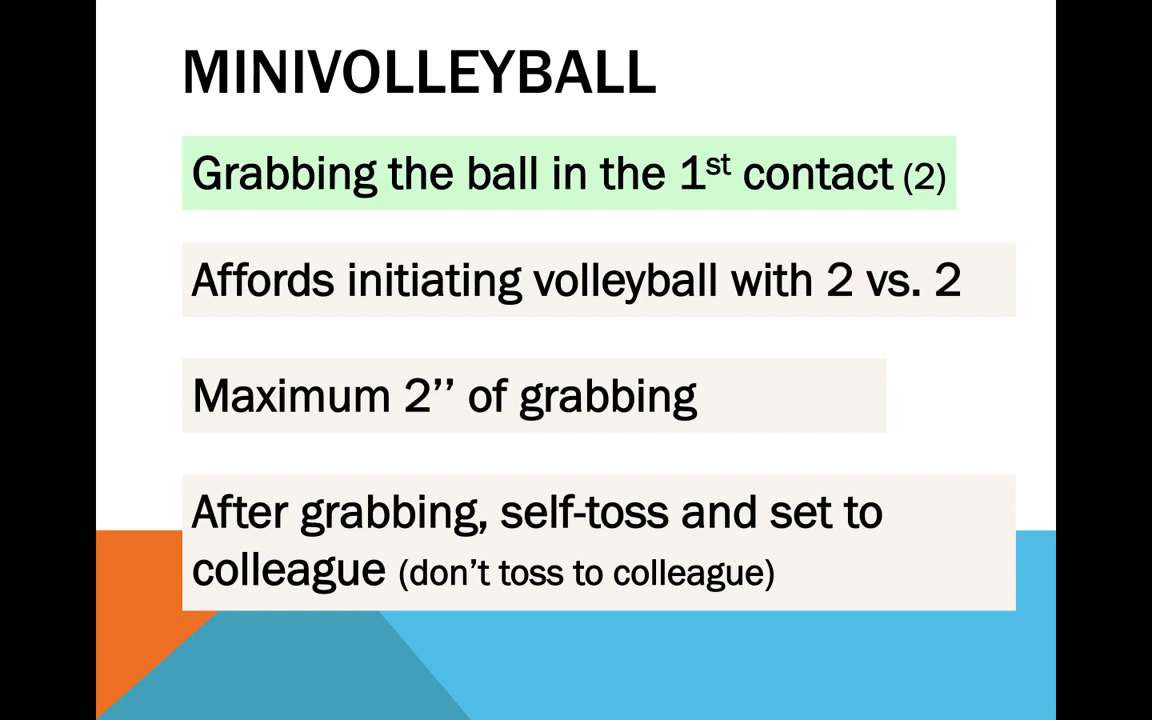 MINIVOLLEYBALL
Grabbing the ball in the 1st contact (2)
Affords initiating volleyball with 2 vs. 2
Maximum 2’’ of grabbing
After grabbing, self-toss and set to
colleague (don’t toss to colleague)